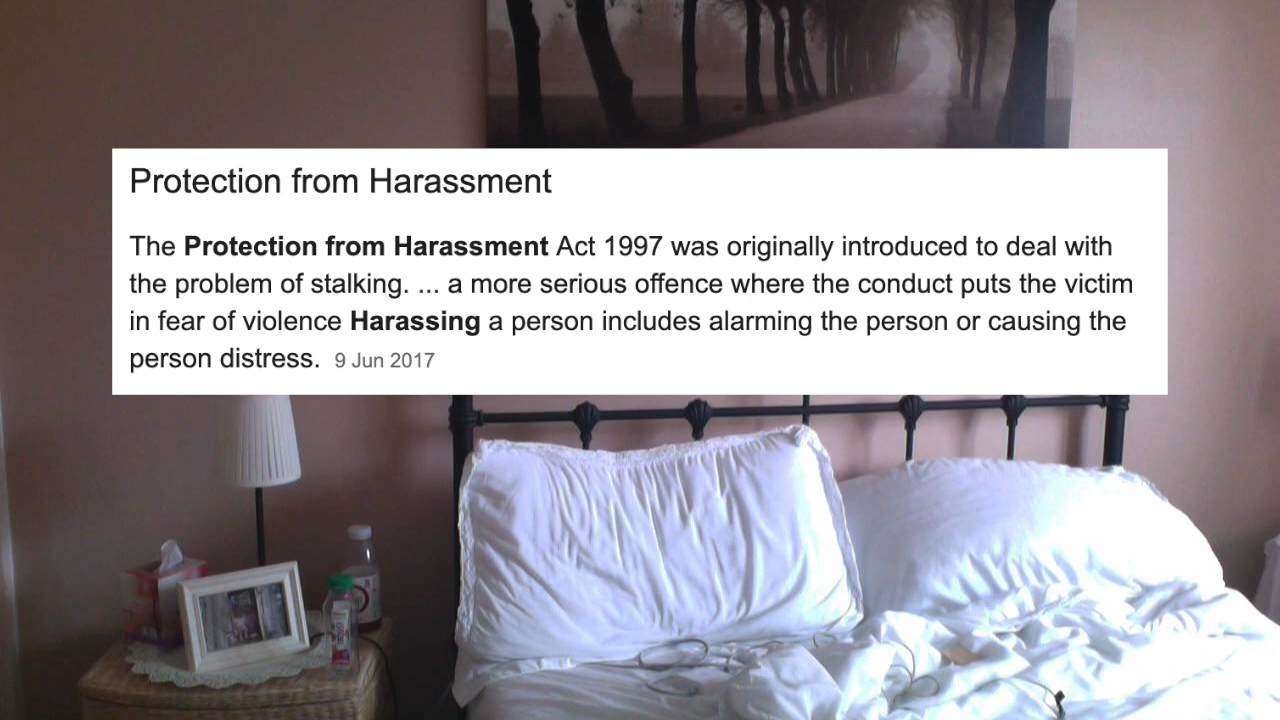 Protection from Harassment
The Protection from Harassment Act 1997 was originally introduced to deal with
the problem of stalking. ... a more serious offence where the conduct puts the victim
in fear of violence Harassing a person includes alarming the person or causing the
person distress. 9 Jun 2017